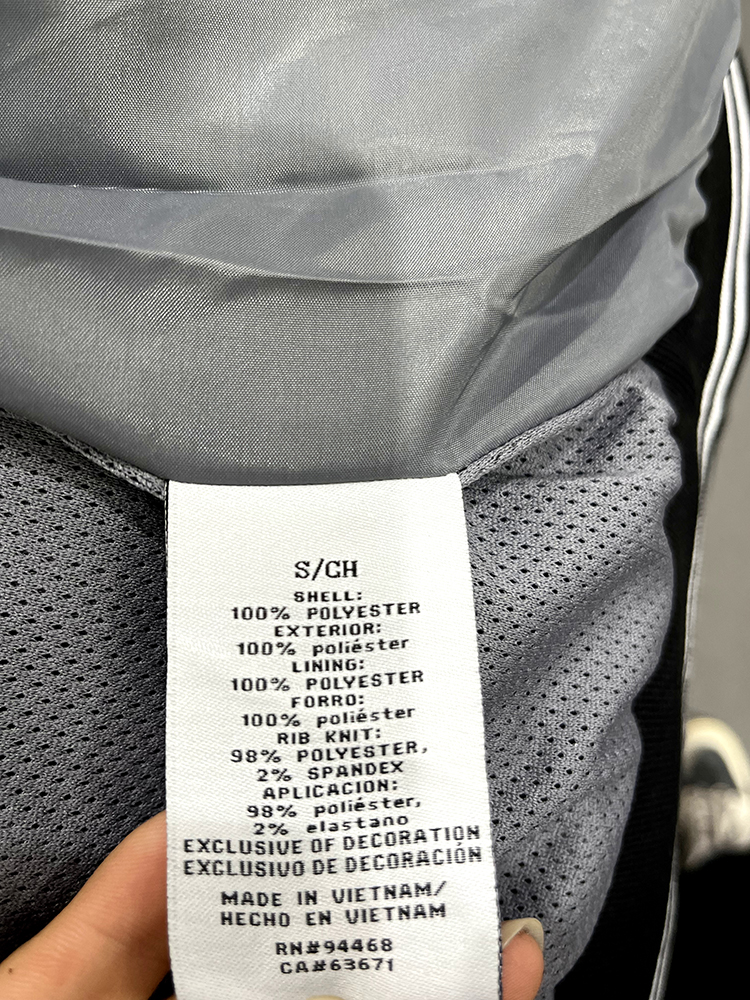 S/CH
SHELL:
100% POLYESTER
EXTERIOR:
100% poliéster
LINING:
100% POLYESTER
FORRO:
100% poliéster
RIB KNIT:
98% POLYESTER,
2% SPANDEX
APLICACION:
98% poliéster,
2% elastano
EXCLUSIVE OF DECORATION
EXCLUSIVO DE DECORACIÓN
MADE IN VIETNAM/
HECHO EN VIETNAM
RN#94468
CA#63671